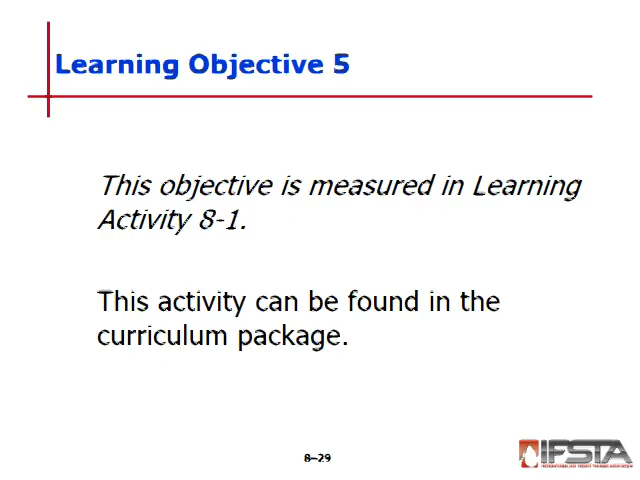 Learning Objective 5
This objective is measured in Learning
Activity 8-1.
This activity can be found in the
curriculum package.
8–29
IFSTA